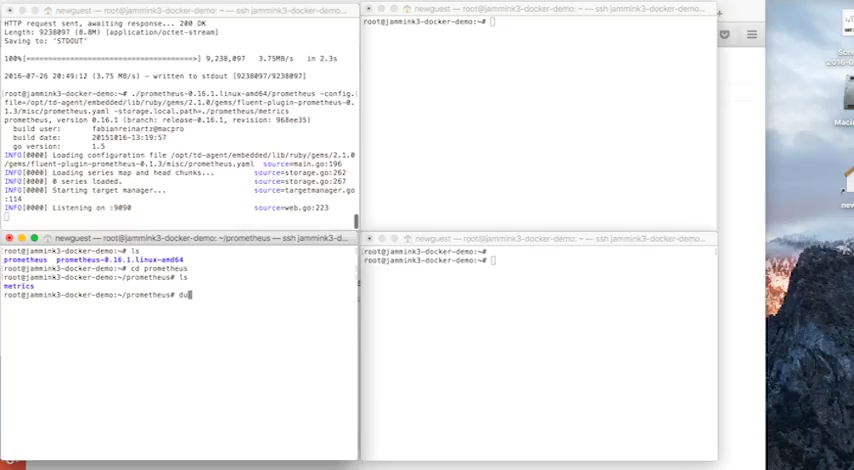 newguest — root@jammink3-docker-demo: ~ — ssh jammink3-docker-demo...
HTTP request sent, awaiting response... 200 OK
Length: 9238097 (8.8M) [application/octet-stream]
Saving to: ‘STDOUT’
100%[======================================>] 9,238,097   3.75MB/s   in 2.3s
2016-07-26 20:49:12 (3.75 MB/s) - written to stdout [9238097/9238097]
root@jammink3-docker-demo:~# ./prometheus-0.16.1.linux-amd64/prometheus -config.
file=/opt/td-agent/embedded/lib/ruby/gems/2.1.0/gems/fluent-plugin-prometheus-0.
1.3/misc/prometheus.yaml -storage.local.path=./prometheus/metrics
prometheus, version 0.16.1 (branch: release-0.16.1, revision: 968ee35)
build user: fabianreinartz@macpro
build date: 20151016-13:19:57
go version: 1.5
INFO[0000] Loading configuration file /opt/td-agent/embedded/lib/ruby/gems/2.1.0
/gems/fluent-plugin-prometheus-0.1.3/misc/prometheus.yaml  source=main.go:196
INFO[0000] Loading series map and head chunks... source=storage.go:262
INFO[0000] 0 series loaded. source=storage.go:267
INFO[0000] Starting target manager... source=targetmanager.go
:114
INFO[0000] Listening on :9090 source=web.go:223
newguest — root@jammink3-docker-demo: ~ — ssh jammink3-docker-demo...
root@jammink3-docker-demo:~#
newguest — root@jammink3-docker-demo: ~/prometheus — ssh jammink3-d...
root@jammink3-docker-demo:~# ls
prometheus  prometheus-0.16.1.linux-amd64
root@jammink3-docker-demo:~# cd prometheus
root@jammink3-docker-demo:~/prometheus# ls
metrics
root@jammink3-docker-demo:~/prometheus# du
newguest — root@jammink3-docker-demo: ~ — ssh jammink3-docker-demo...
root@jammink3-docker-demo:~#
root@jammink3-docker-demo:~#
Scre
2016-0
Macin
new